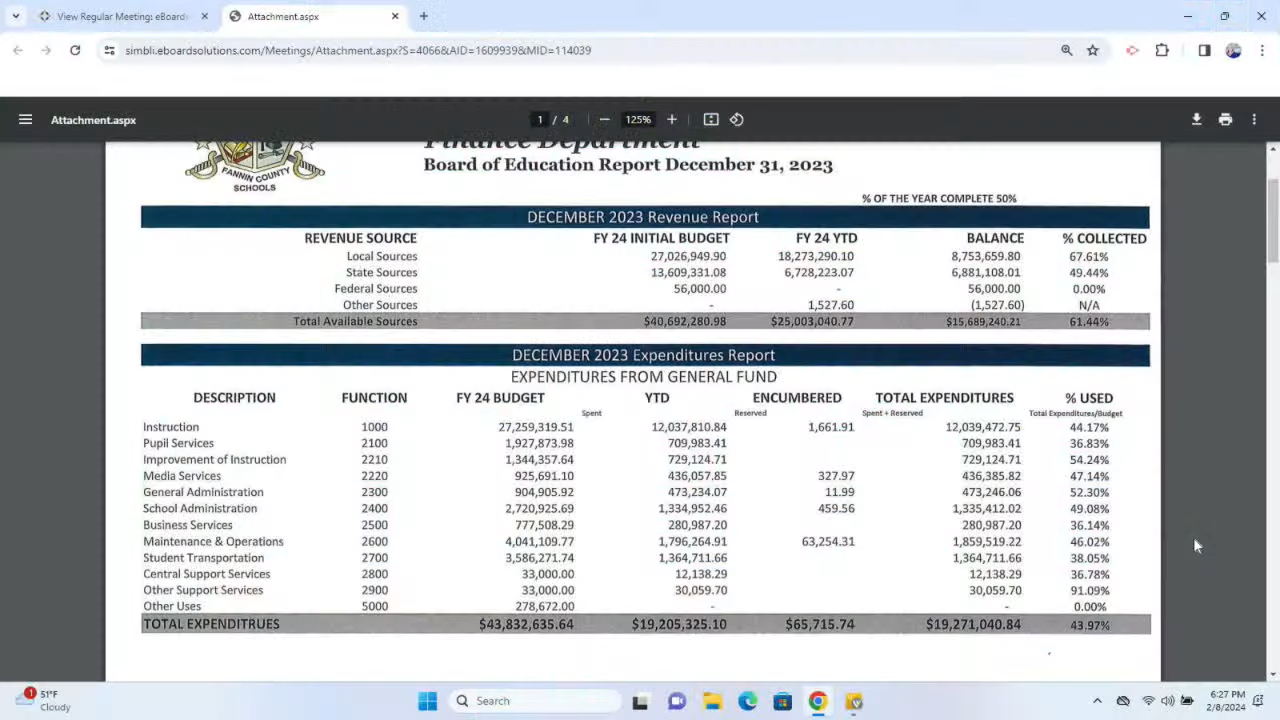 View Regular Meeting: eBoard
Attachment.aspx
simbli.eboardsolutions.com/Meetings/Attachment.aspx?S=4066&AID=1609939&MID=114039
Attachment.aspx
1 / 4
125%
Finance Department
Board of Education Report December 31, 2023
FANNIN COUNTY
SCHOOLS
% OF THE YEAR COMPLETE 50%
DECEMBER 2023 Revenue Report
REVENUE SOURCE FY 24 INITIAL BUDGET FY 24 YTD BALANCE % COLLECTED
Local Sources 27,026,949.90 18,273,290.10 8,753,659.80 67.61%
State Sources 13,609,331.08 6,728,223.07 6,881,108.01 49.44%
Federal Sources 56,000.00 - 56,000.00 0.00%
Other Sources - 1,527.60 (1,527.60) N/A
Total Available Sources $40,692,280.98 $25,003,040.77 $15,689,240.21 61.44%
DECEMBER 2023 Expenditures Report
EXPENDITURES FROM GENERAL FUND
DESCRIPTION FUNCTION FY 24 BUDGET YTD ENCUMBERED TOTAL EXPENDITURES % USED
Spent Reserved Spent + Reserved Total Expenditures/Budget
Instruction 1000 27,259,319.51 12,037,810.84 1,661.91 12,039,472.75 44.17%
Pupil Services 2100 1,927,873.98 709,983.41 709,983.41 36.83%
Improvement of Instruction 2210 1,344,357.64 729,124.71 729,124.71 54.24%
Media Services 2220 925,691.10 436,057.85 327.97 436,385.82 47.14%
General Administration 2300 904,905.92 473,234.07 11.99 473,246.06 52.30%
School Administration 2400 2,720,925.69 1,334,952.46 459.56 1,335,412.02 49.08%
Business Services 2500 777,508.29 280,987.20 280,987.20 36.14%
Maintenance & Operations 2600 4,041,109.77 1,796,264.91 63,254.31 1,859,519.22 46.02%
Student Transportation 2700 3,586,271.74 1,364,711.66 1,364,711.66 38.05%
Central Support Services 2800 33,000.00 12,138.29 12,138.29 36.78%
Other Support Services 2900 33,000.00 30,059.70 30,059.70 91.09%
Other Uses 5000 278,672.00 - - 0.00%
TOTAL EXPENDITRUES $43,832,635.64 $19,205,325.10 $65,715.74 $19,271,040.84 43.97%
1
51°F
Cloudy
Search
6:27 PM
2/8/2024